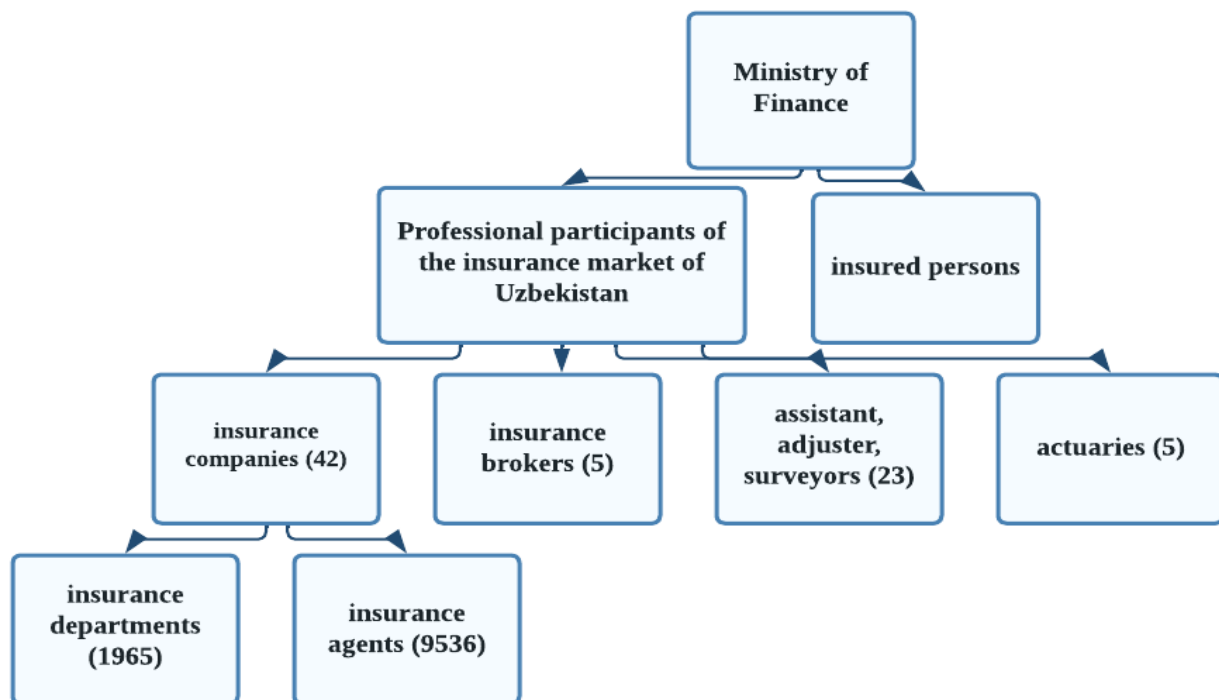 Ministry of
Finance
Professional participants of
the insurance market of
Uzbekistan
insured persons
insurance
companies (42)
insurance
brokers (5)
assistant,
adjuster,
surveyors (23)
actuaries (5)
insurance
departments
(1965)
insurance
agents (9536)